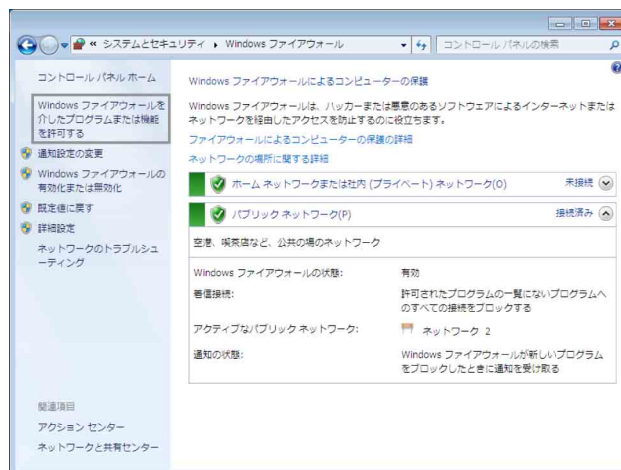 « システムとセキュリティ ▸ Windows ファイアウォール
コントロール パネルの検索
コントロール パネル ホーム
Windows ファイアウォールを
介したプログラムまたは機能
を許可する
通知設定の変更
Windows ファイアウォールの
有効化または無効化
既定値に戻す
詳細設定
ネットワークのトラブルシュ
ーティング
関連項目
アクション センター
ネットワークと共有センター
Windows ファイアウォールによるコンピューターの保護
Windows ファイアウォールは、ハッカーまたは悪意のあるソフトウェアによるインターネットまたは
ネットワークを経由したアクセスを防止するのに役立ちます。
ファイアウォールによるコンピューターの保護の詳細
ネットワークの場所に関する詳細
ホーム ネットワークまたは社内 (プライベート) ネットワーク(O) 未接続
パブリック ネットワーク(P) 接続済み
空港、喫茶店など、公共の場のネットワーク
Windows ファイアウォールの状態: 有効
着信接続: 許可されたプログラムの一覧にないプログラムへ
のすべての接続をブロックする
アクティブなパブリック ネットワーク: ネットワーク 2
通知の状態: Windows ファイアウォールが新しいプログラム
をブロックしたときに通知を受け取る